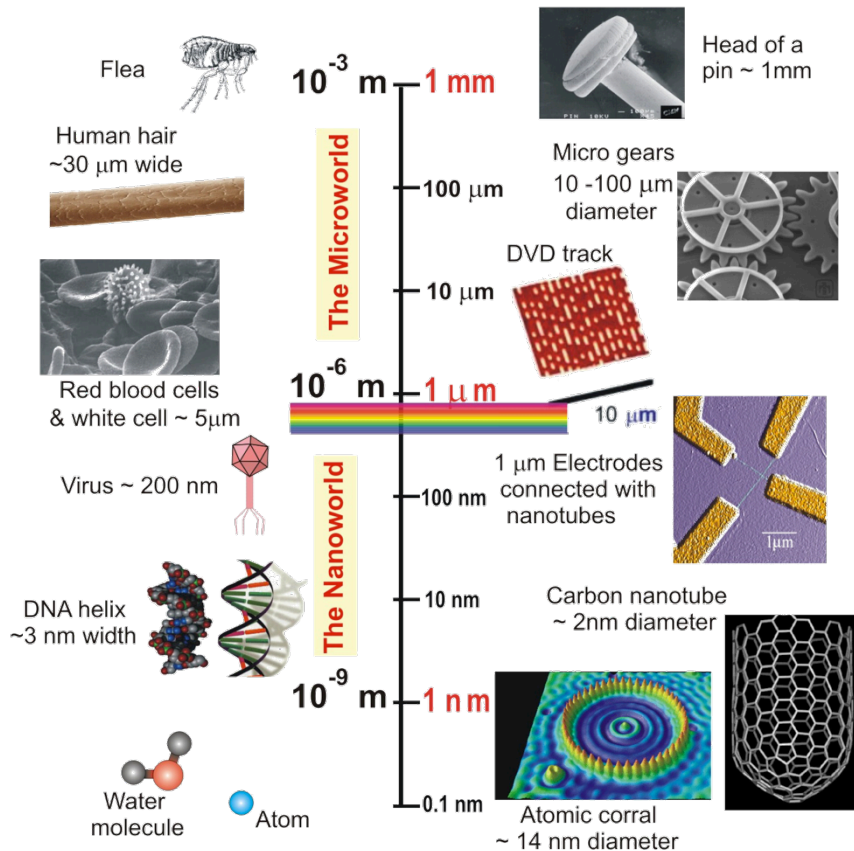 Flea
10⁻³ m
1 mm
Head of a
pin ~ 1mm
PIN 10KV
Human hair
~30 μm wide
The Microworld
100 μm
Micro gears
10 -100 μm
diameter
DVD track
10 μm
Red blood cells
& white cell ~ 5μm
10⁻⁶ m
1 μm
10 μm
Virus ~ 200 nm
The Nanoworld
100 nm
1 μm Electrodes
connected with
nanotubes
1μm
DNA helix
~3 nm width
10 nm
Carbon nanotube
~ 2nm diameter
10⁻⁹ m
1 nm
Water
molecule
Atom
0.1 nm
Atomic corral
~ 14 nm diameter